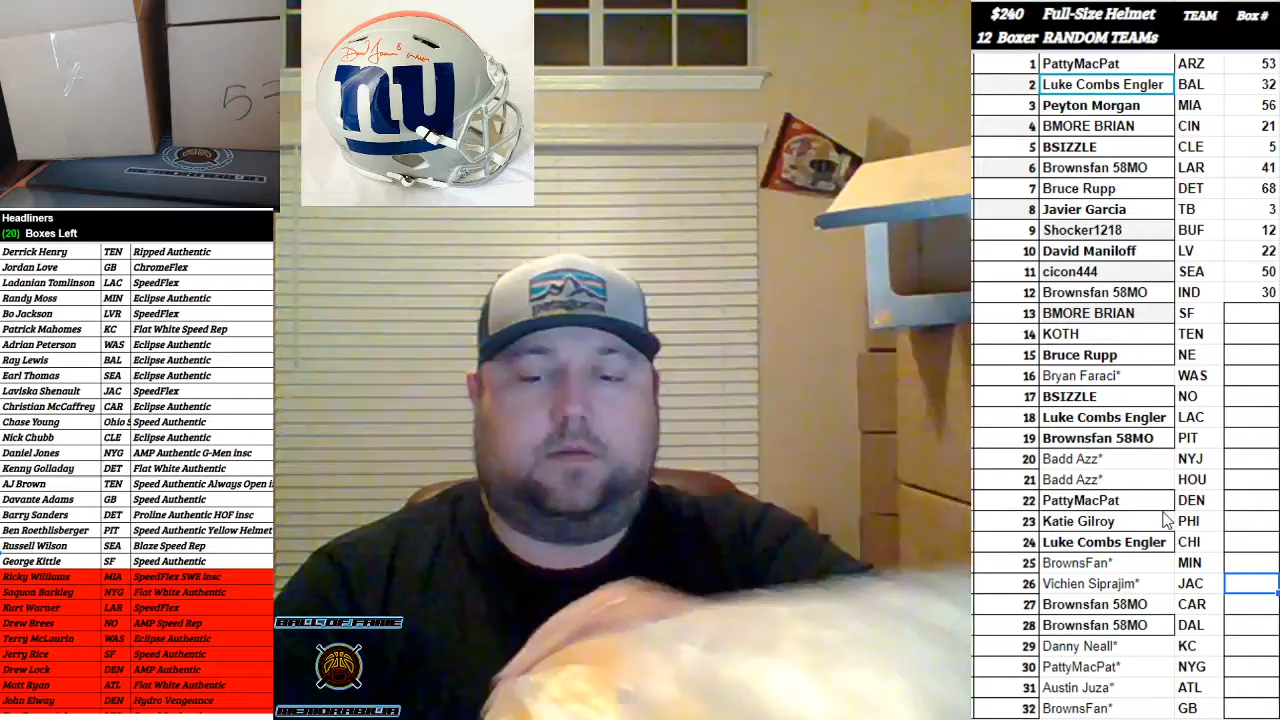 53
ny
$240 Full-Size Helmet TEAM Box #
12 Boxer RANDOM TEAMs
1 PattyMacPat ARZ 53
2 Luke Combs Engler BAL 32
3 Peyton Morgan MIA 56
4 BMORE BRIAN CIN 21
5 BSIZZLE CLE 5
6 Brownsfan 58MO LAR 41
7 Bruce Rupp DET 68
8 Javier Garcia TB 3
9 Shocker1218 BUF 12
10 David Maniloff LV 22
11 cicon444 SEA 50
12 Brownsfan 58MO IND 30
13 BMORE BRIAN SF
14 KOTH TEN
15 Bruce Rupp NE
16 Bryan Faraci* WAS
17 BSIZZLE NO
18 Luke Combs Engler LAC
19 Brownsfan 58MO PIT
20 Badd Azz* NYJ
21 Badd Azz* HOU
22 PattyMacPat DEN
23 Katie Gilroy PHI
24 Luke Combs Engler CHI
25 BrownsFan* MIN
26 Vichien Siprajim* JAC
27 Brownsfan 58MO CAR
28 Brownsfan 58MO DAL
29 Danny Neall* KC
30 PattyMacPat* NYG
31 Austin Juza* ATL
32 BrownsFan* GB
Headliners
(20) Boxes Left
Derrick Henry TEN Ripped Authentic
Jordan Love GB ChromeFlex
Ladanian Tomlinson LAC SpeedFlex
Randy Moss MIN Eclipse Authentic
Bo Jackson LVR SpeedFlex
Patrick Mahomes KC Flat White Speed Rep
Adrian Peterson WAS Eclipse Authentic
Ray Lewis BAL Eclipse Authentic
Earl Thomas SEA Eclipse Authentic
Laviska Shenault JAC SpeedFlex
Christian McCaffrey CAR Eclipse Authentic
Chase Young Ohio S Speed Authentic
Nick Chubb CLE Eclipse Authentic
Daniel Jones NYG AMP Authentic G-Men insc
Kenny Golladay DET Flat White Authentic
AJ Brown TEN Speed Authentic Always Open i
Davante Adams GB Speed Authentic
Barry Sanders DET Proline Authentic HOF insc
Ben Roethlisberger PIT Speed Authentic Yellow Helmet
Russell Wilson SEA Blaze Speed Rep
George Kittle SF Speed Authentic
Ricky Williams MIA SpeedFlex SWE insc
Saquon Barkley NYG Flat White Authentic
Kurt Warner LAR SpeedFlex
Drew Brees NO AMP Speed Rep
Terry McLaurin WAS Eclipse Authentic
Jerry Rice SF Speed Authentic
Drew Lock DEN AMP Authentic
Matt Ryan ATL Flat White Authentic
John Elway DEN Hydro Vengeance
BALL OF FAME
MEMORABILIA